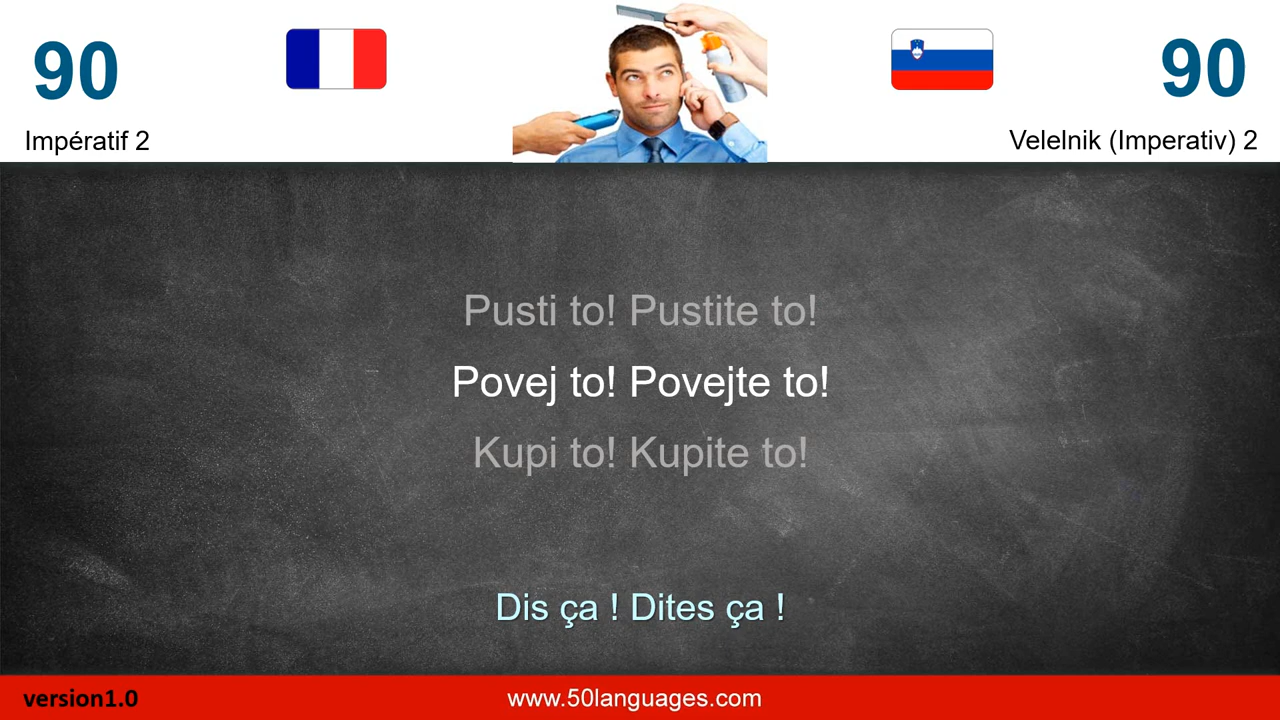 90
90
Impératif 2
Velelnik (Imperativ) 2
Pusti to! Pustite to!
Povej to! Povejte to!
Kupi to! Kupite to!
Dis ça ! Dites ça !
version1.0
www.50languages.com